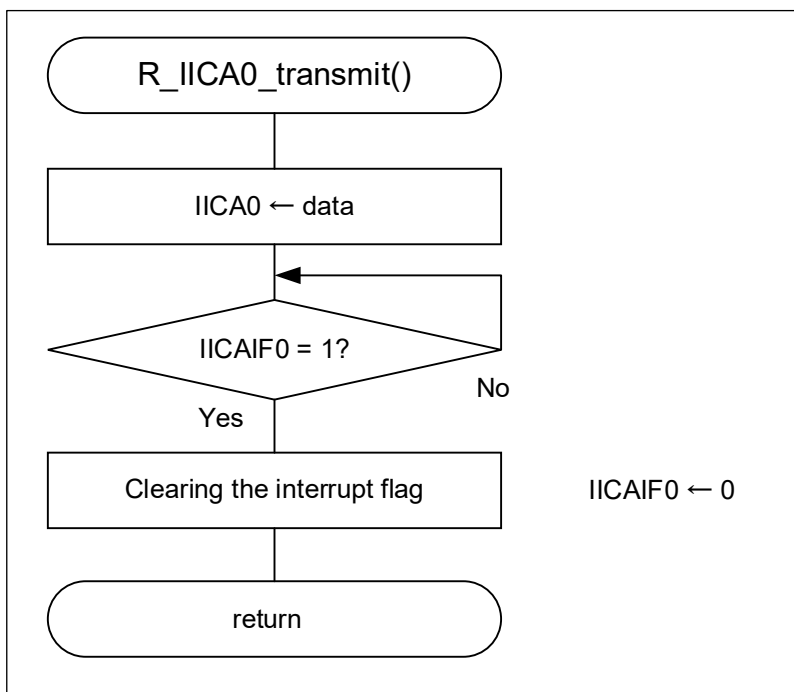 R_IICA0_transmit()
IICA0 ← data
IICAIF0 = 1?
No
Yes
Clearing the interrupt flag
IICAIF0 ← 0
return